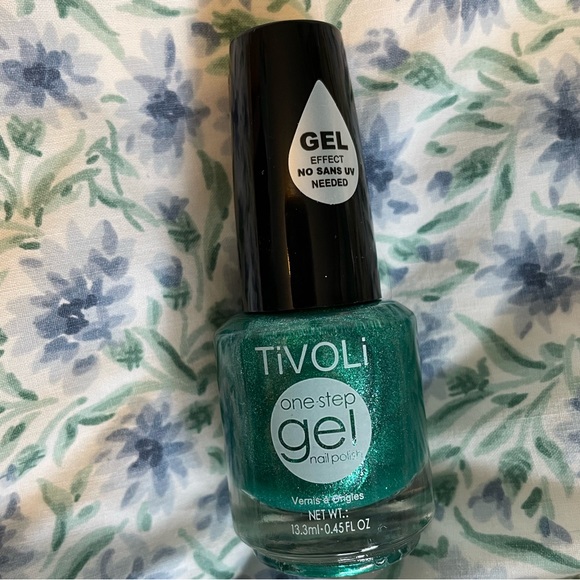 GEL
EFFECT
NO SANS UV
NEEDED
TiVOLi
one step
gel
nail polish
Vernis à Ongles
NET WT.:
13.3ml-0.45FL OZ